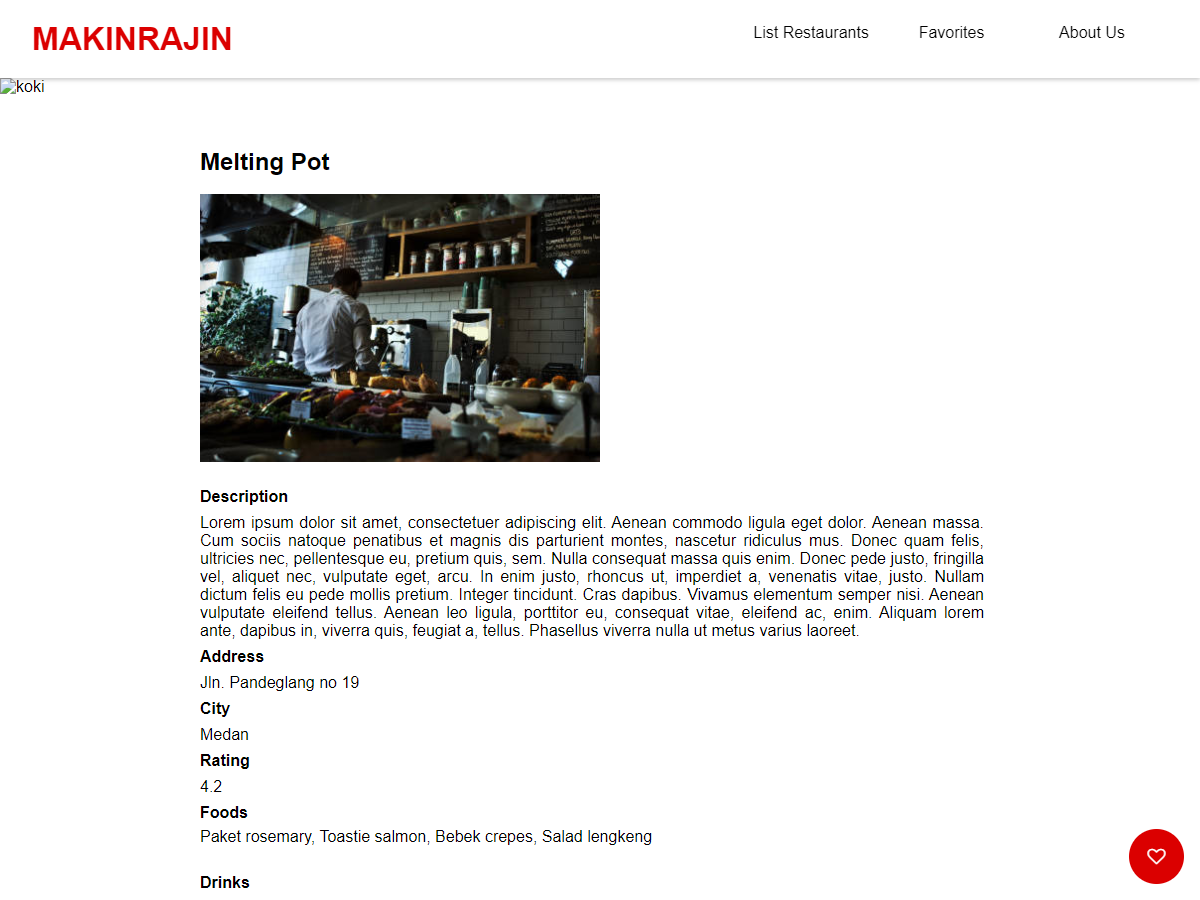 MAKINRAJIN
List Restaurants
Favorites
About Us
koki
Melting Pot
Description
Lorem ipsum dolor sit amet, consectetuer adipiscing elit. Aenean commodo ligula eget dolor. Aenean massa.
Cum sociis natoque penatibus et magnis dis parturient montes, nascetur ridiculus mus. Donec quam felis,
ultricies nec, pellentesque eu, pretium quis, sem. Nulla consequat massa quis enim. Donec pede justo, fringilla
vel, aliquet nec, vulputate eget, arcu. In enim justo, rhoncus ut, imperdiet a, venenatis vitae, justo. Nullam
dictum felis eu pede mollis pretium. Integer tincidunt. Cras dapibus. Vivamus elementum semper nisi. Aenean
vulputate eleifend tellus. Aenean leo ligula, porttitor eu, consequat vitae, eleifend ac, enim. Aliquam lorem
ante, dapibus in, viverra quis, feugiat a, tellus. Phasellus viverra nulla ut metus varius laoreet.
Address
Jln. Pandeglang no 19
City
Medan
Rating
4.2
Foods
Paket rosemary, Toastie salmon, Bebek crepes, Salad lengkeng
Drinks